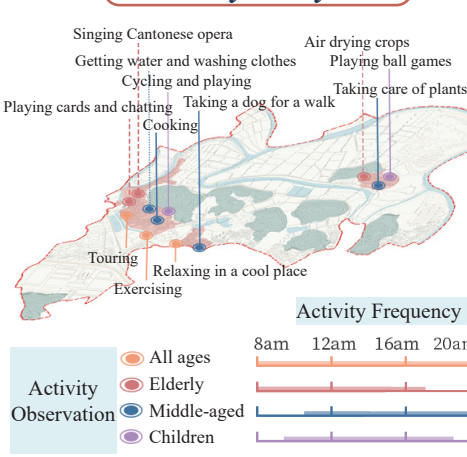 Singing Cantonese opera
Air drying crops
Getting water and washing clothes
Playing ball games
Cycling and playing
Taking care of plants
Playing cards and chatting
Taking a dog for a walk
Cooking
Touring
Relaxing in a cool place
Exercising
Activity Frequency
8am 12am 16am
Activity
Observation
All ages
Elderly
Middle-aged
Children